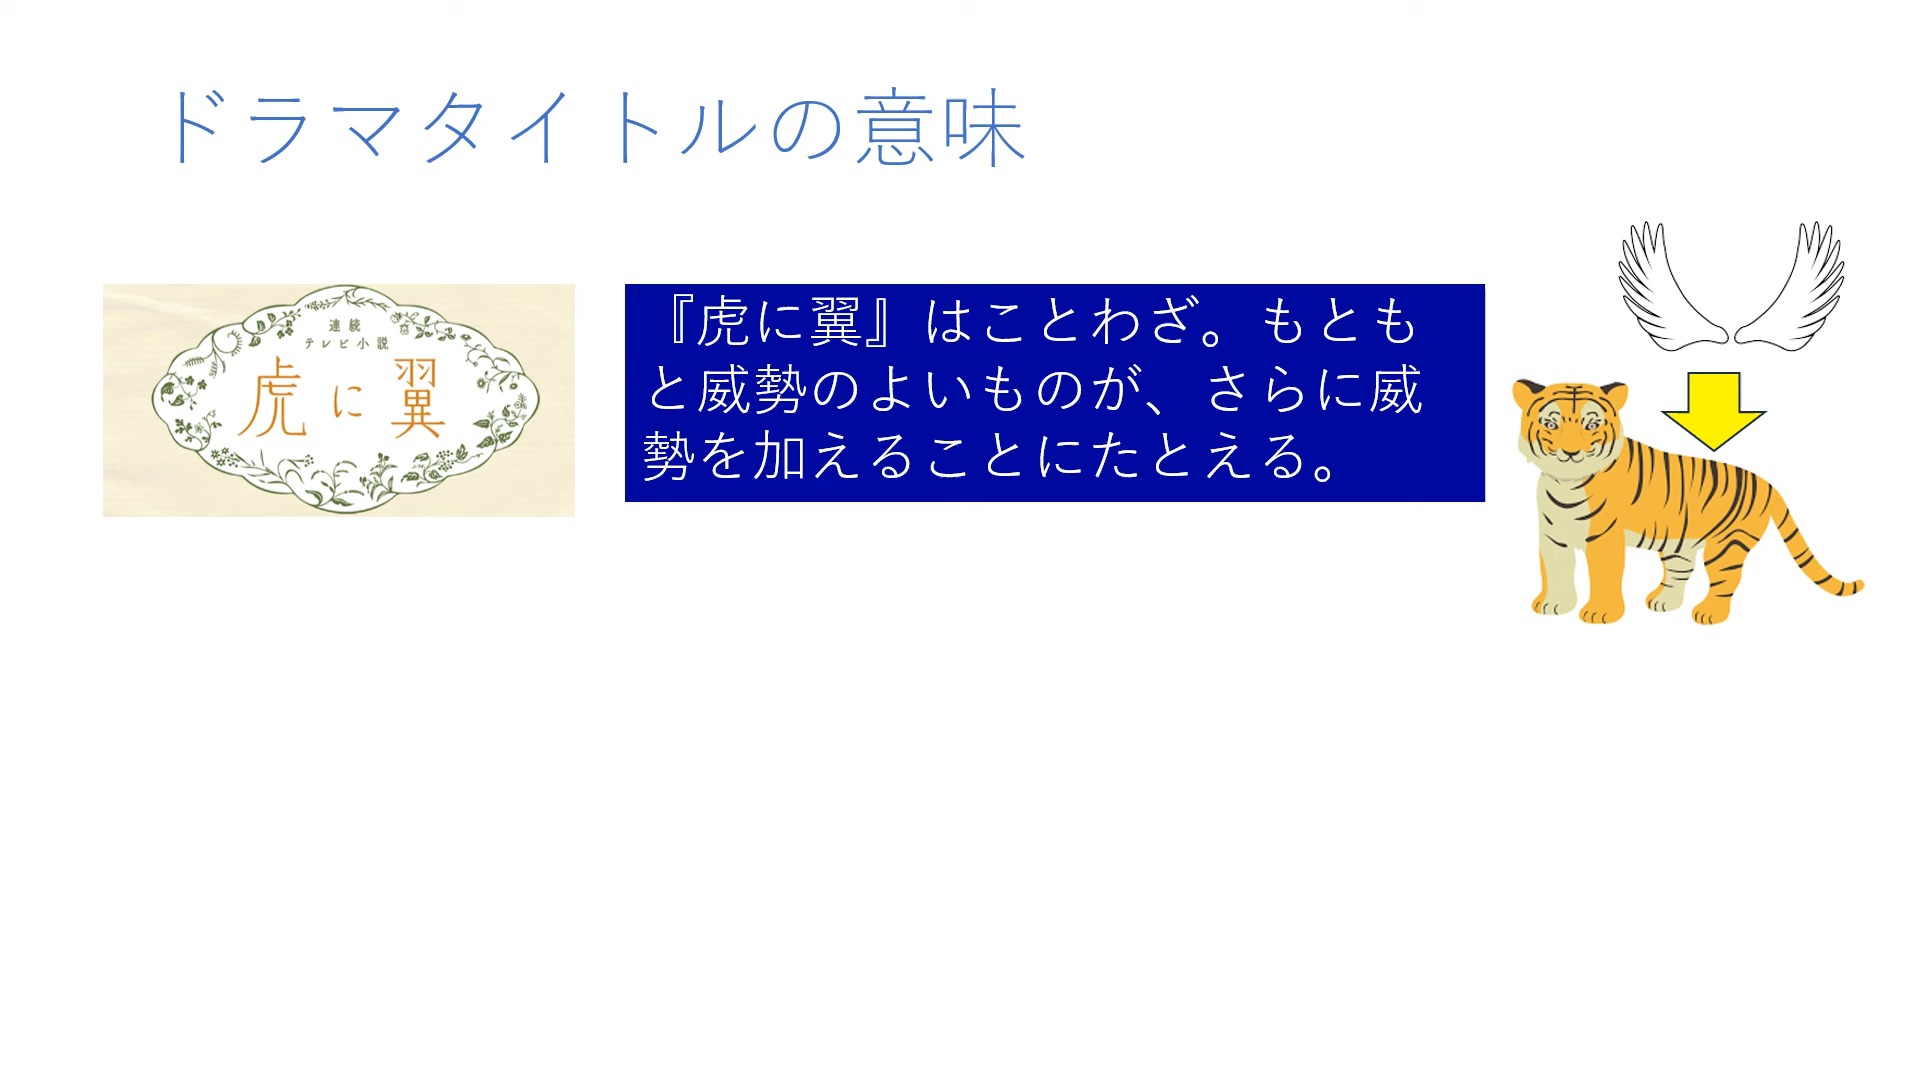 ドラマタイトルの意味
連続
テレビ小説
虎に翼
『虎に翼』はことわざ。もとも
と威勢のよいものが、さらに威
勢を加えることにたとえる。